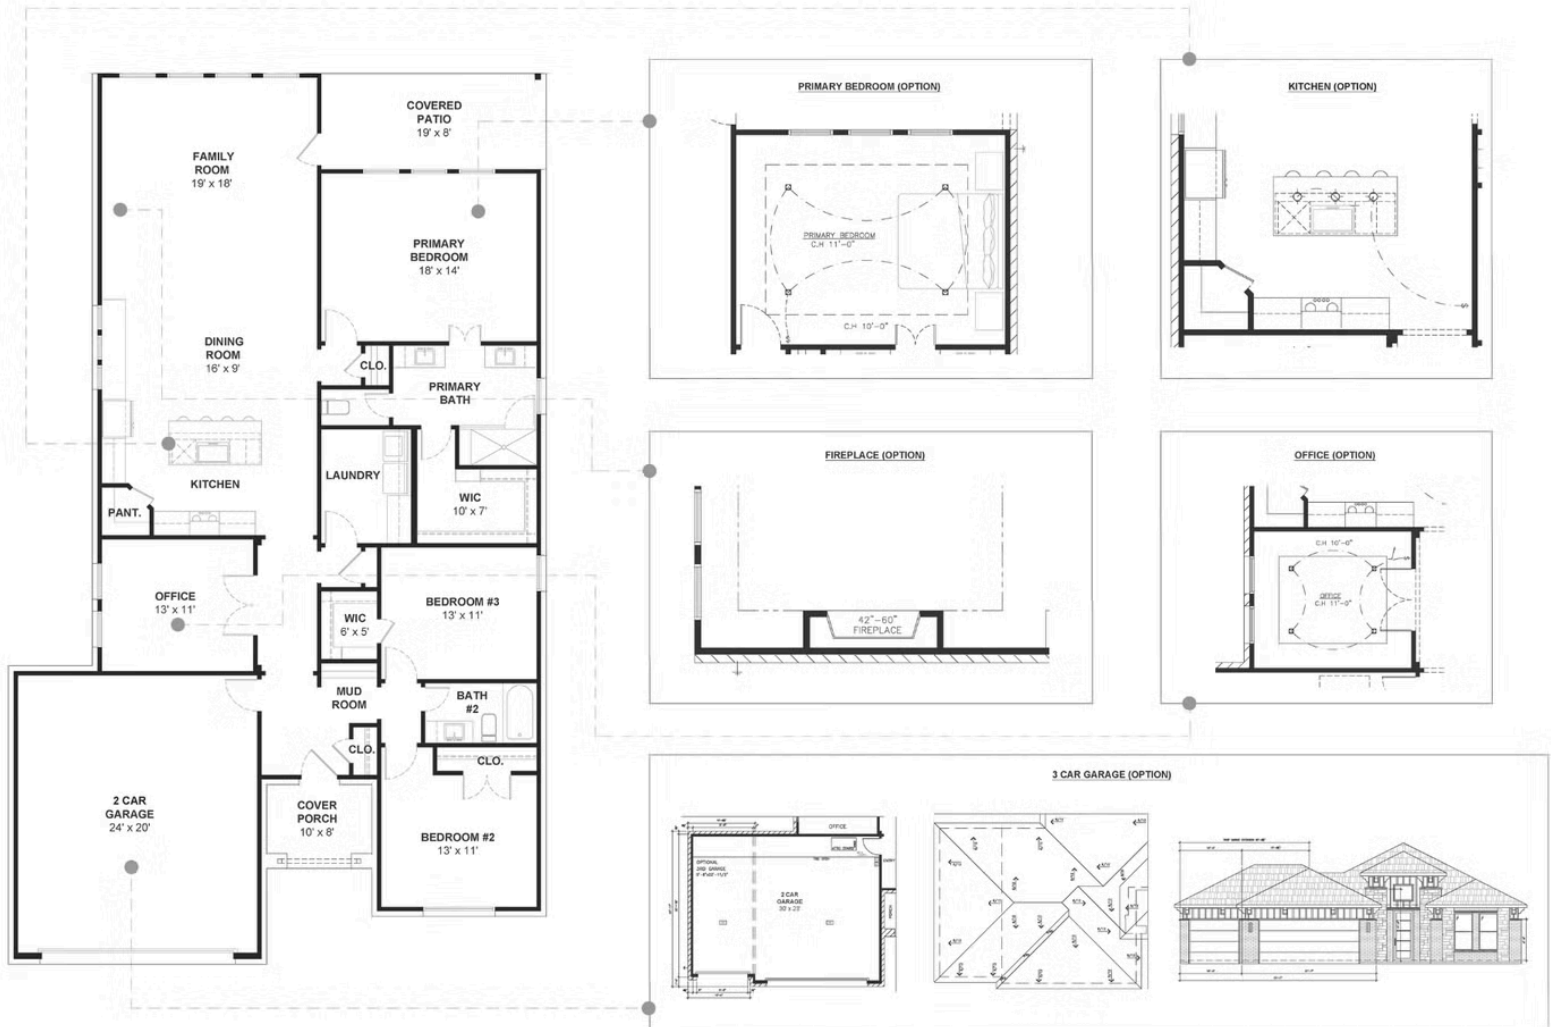 COVERED
PATIO
19' x 8'
FAMILY
ROOM
19' x 18'
PRIMARY
BEDROOM
18' x 14'
DINING
ROOM
16' x 9'
CLO.
PRIMARY
BATH
LAUNDRY
KITCHEN
WIC
10' x 7'
PANT.
OFFICE
13' x 11'
BEDROOM #3
13' x 11'
WIC
6' x 5'
MUD
ROOM
BATH
#2
CLO.
CLO.
2 CAR
GARAGE
24' x 20'
COVER
PORCH
10' x 8'
BEDROOM #2
13' x 11'
PRIMARY BEDROOM (OPTION)
PRIMARY BEDROOM
C.H 11'-0"
C.H 10'-0"
KITCHEN (OPTION)
FIREPLACE (OPTION)
42"-60"
FIREPLACE
OFFICE (OPTION)
C.H 10'-0"
OFFICE
C.H 11'-0"
3 CAR GARAGE (OPTION)
OFFICE
OPTIONAL
2 CAR
GARAGE